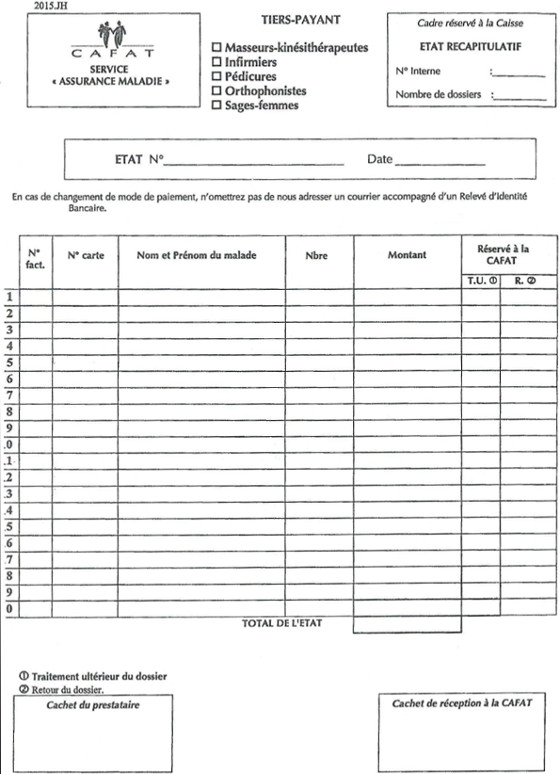 2015.JH
C A F A T
SERVICE
« ASSURANCE MALADIE »
TIERS-PAYANT
Masseurs-kinésithérapeutes
Infirmiers
Pédicures
Orthophonistes
Sages-femmes
Cadre réservé à la Caisse
ETAT RECAPITULATIF
N° Interne :
Nombre de dossiers :
ETAT N° Date
En cas de changement de mode de paiement, n'omettrez pas de nous adresser un courrier accompagné d'un Relevé d'Identité
Bancaire.
N° fact. N° carte Nom et Prénom du malade Nbre Montant Réservé à la CAFAT
T.U. ① R. ②
1
2
3
4
5
6
7
8
9
.0
.1
.2
.3
.4
.5
6
.7
8
9
0
TOTAL DE L'ETAT
① Traitement ultérieur du dossier
② Retour du dossier.
Cachet du prestataire
Cachet de réception à la CAFAT